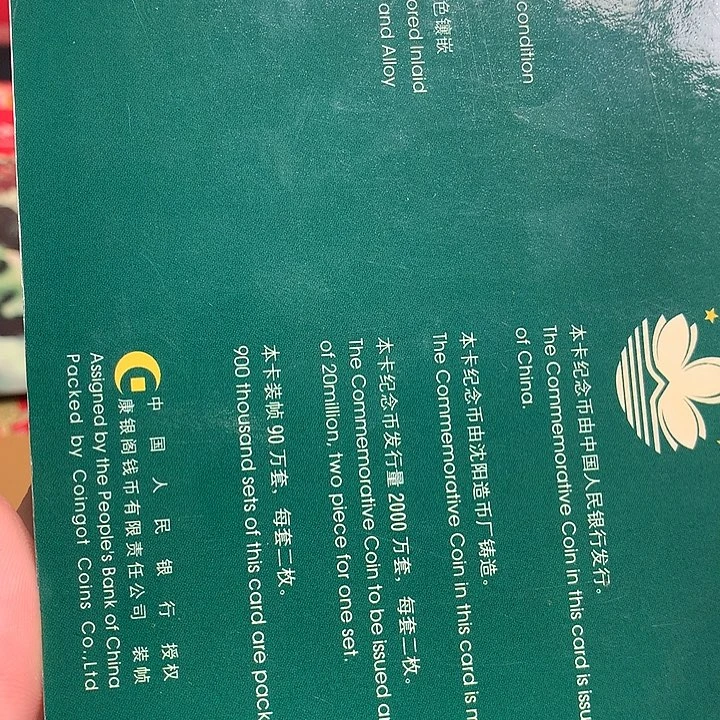 condition
色镶嵌
ored Inlaid
and Alloy
本卡纪念币由中国人民银行发行。
The Commemorative Coin in this card is issu
of China.
本卡纪念币由沈阳造币厂铸造。
The Commemorative Coin in this card is m
本卡纪念币发行量 2000 万套，每套二枚。
The Commemorative Coin to be issued a
of 20million, two piece for one set.
本卡装帧 90 万套，每套二枚。
900 thousand sets of this card are pack
中国人民银行 授权
康银阁钱币有限责任公司 装帧
Assigned by the People's Bank of China
Packed by Coingot Coins Co.,Ltd